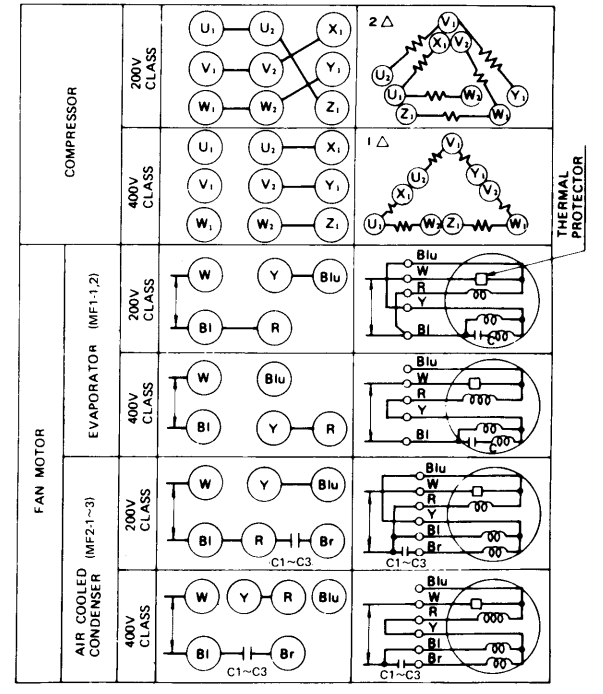 COMPRESSOR
200V CLASS
U1 U2 X1
V1 V2 Y1
W1 W2 Z1
2△
V1
X1 V2
U2
U1 W2 Y1
Z1 W1
400V CLASS
U1 U2 X1
V1 V2 Y1
W1 W2 Z1
1△
V1
U2 Y1
X1 V2
U1 W2 Z1 W1
THERMAL PROTECTOR
FAN MOTOR
EVAPORATOR (MF1-1,2)
200V CLASS
W Y Blu
Bl R
Blu
W
R
Y
Bl
C
400V CLASS
W Blu
Bl Y R
Blu
W
R
Y
Bl
C
AIR COOLED CONDENSER (MF2-1~3)
200V CLASS
W Y Blu
Bl R Br
C1~C3
Blu
W
R
Y
Bl
Br
C1~C3
400V CLASS
W Y R Blu
Bl Br
C1~C3
Blu
W
R
Y
Bl
Br
C1~C3